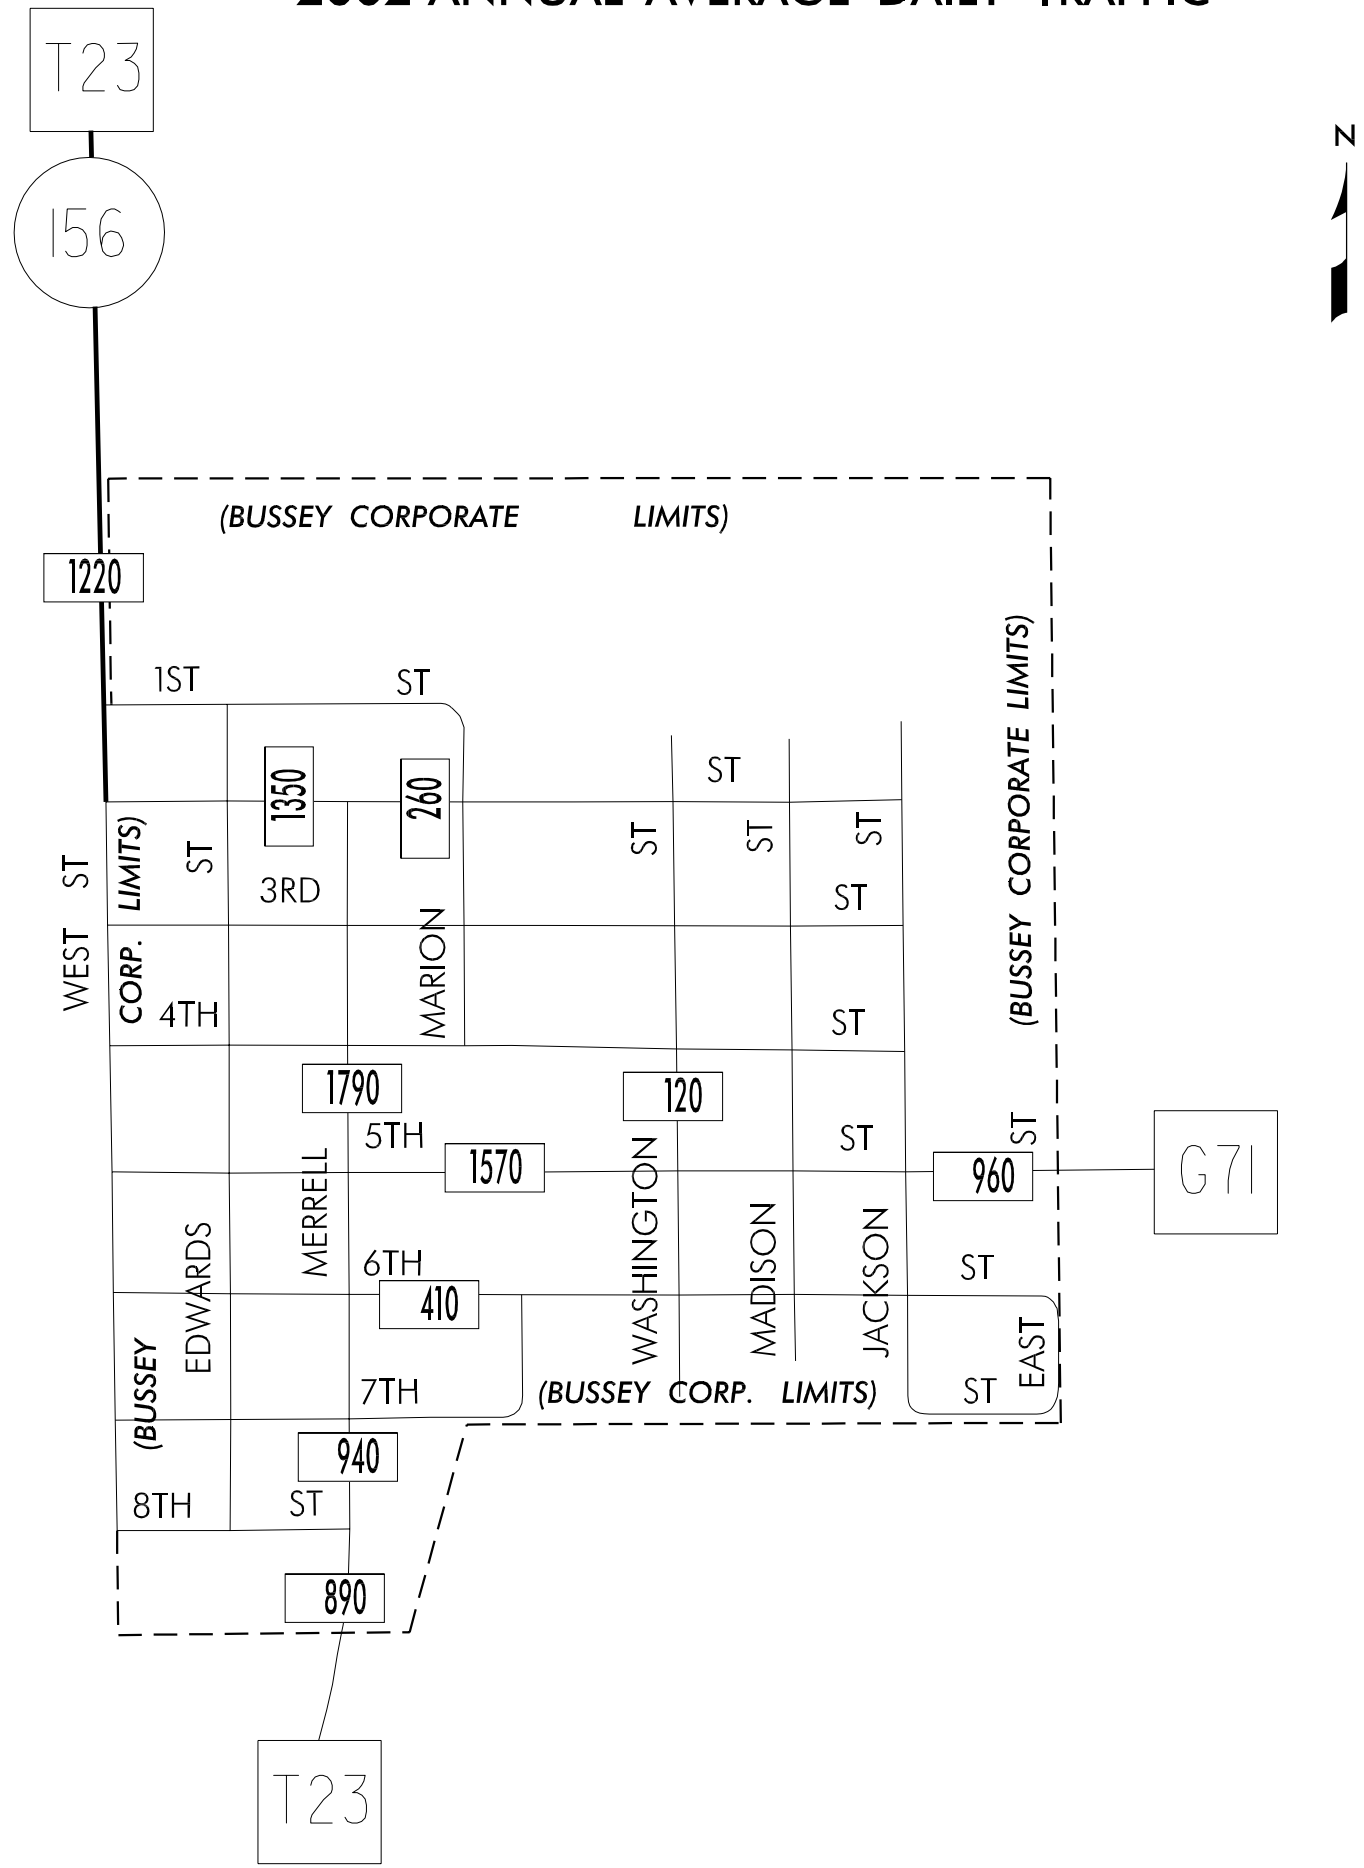 2002 ANNUAL AVERAGE DAILY TRAFFIC
T23
N
156
(BUSSEY CORPORATE LIMITS)
1220
(BUSSEY CORPORATE LIMITS)
1ST ST
ST
1350
260
ST
ST
ST
ST
WEST ST
(BUSSEY CORP. LIMITS)
3RD ST
MARION
4TH ST
1790
120
5TH ST
ST
G71
1570
960
MERRELL
WASHINGTON
MADISON
JACKSON
EDWARDS
6TH ST
410
EAST
7TH ST
(BUSSEY CORP. LIMITS)
940
8TH ST
890
T23